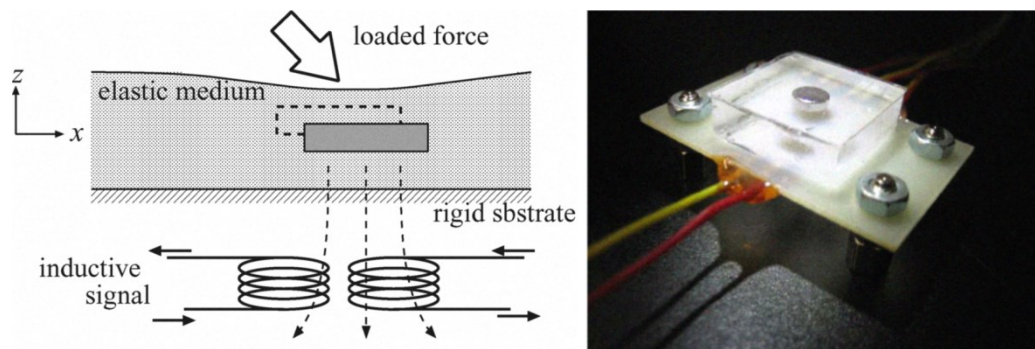 loaded force
z
elastic medium
x
rigid sbstrate
inductive
signal